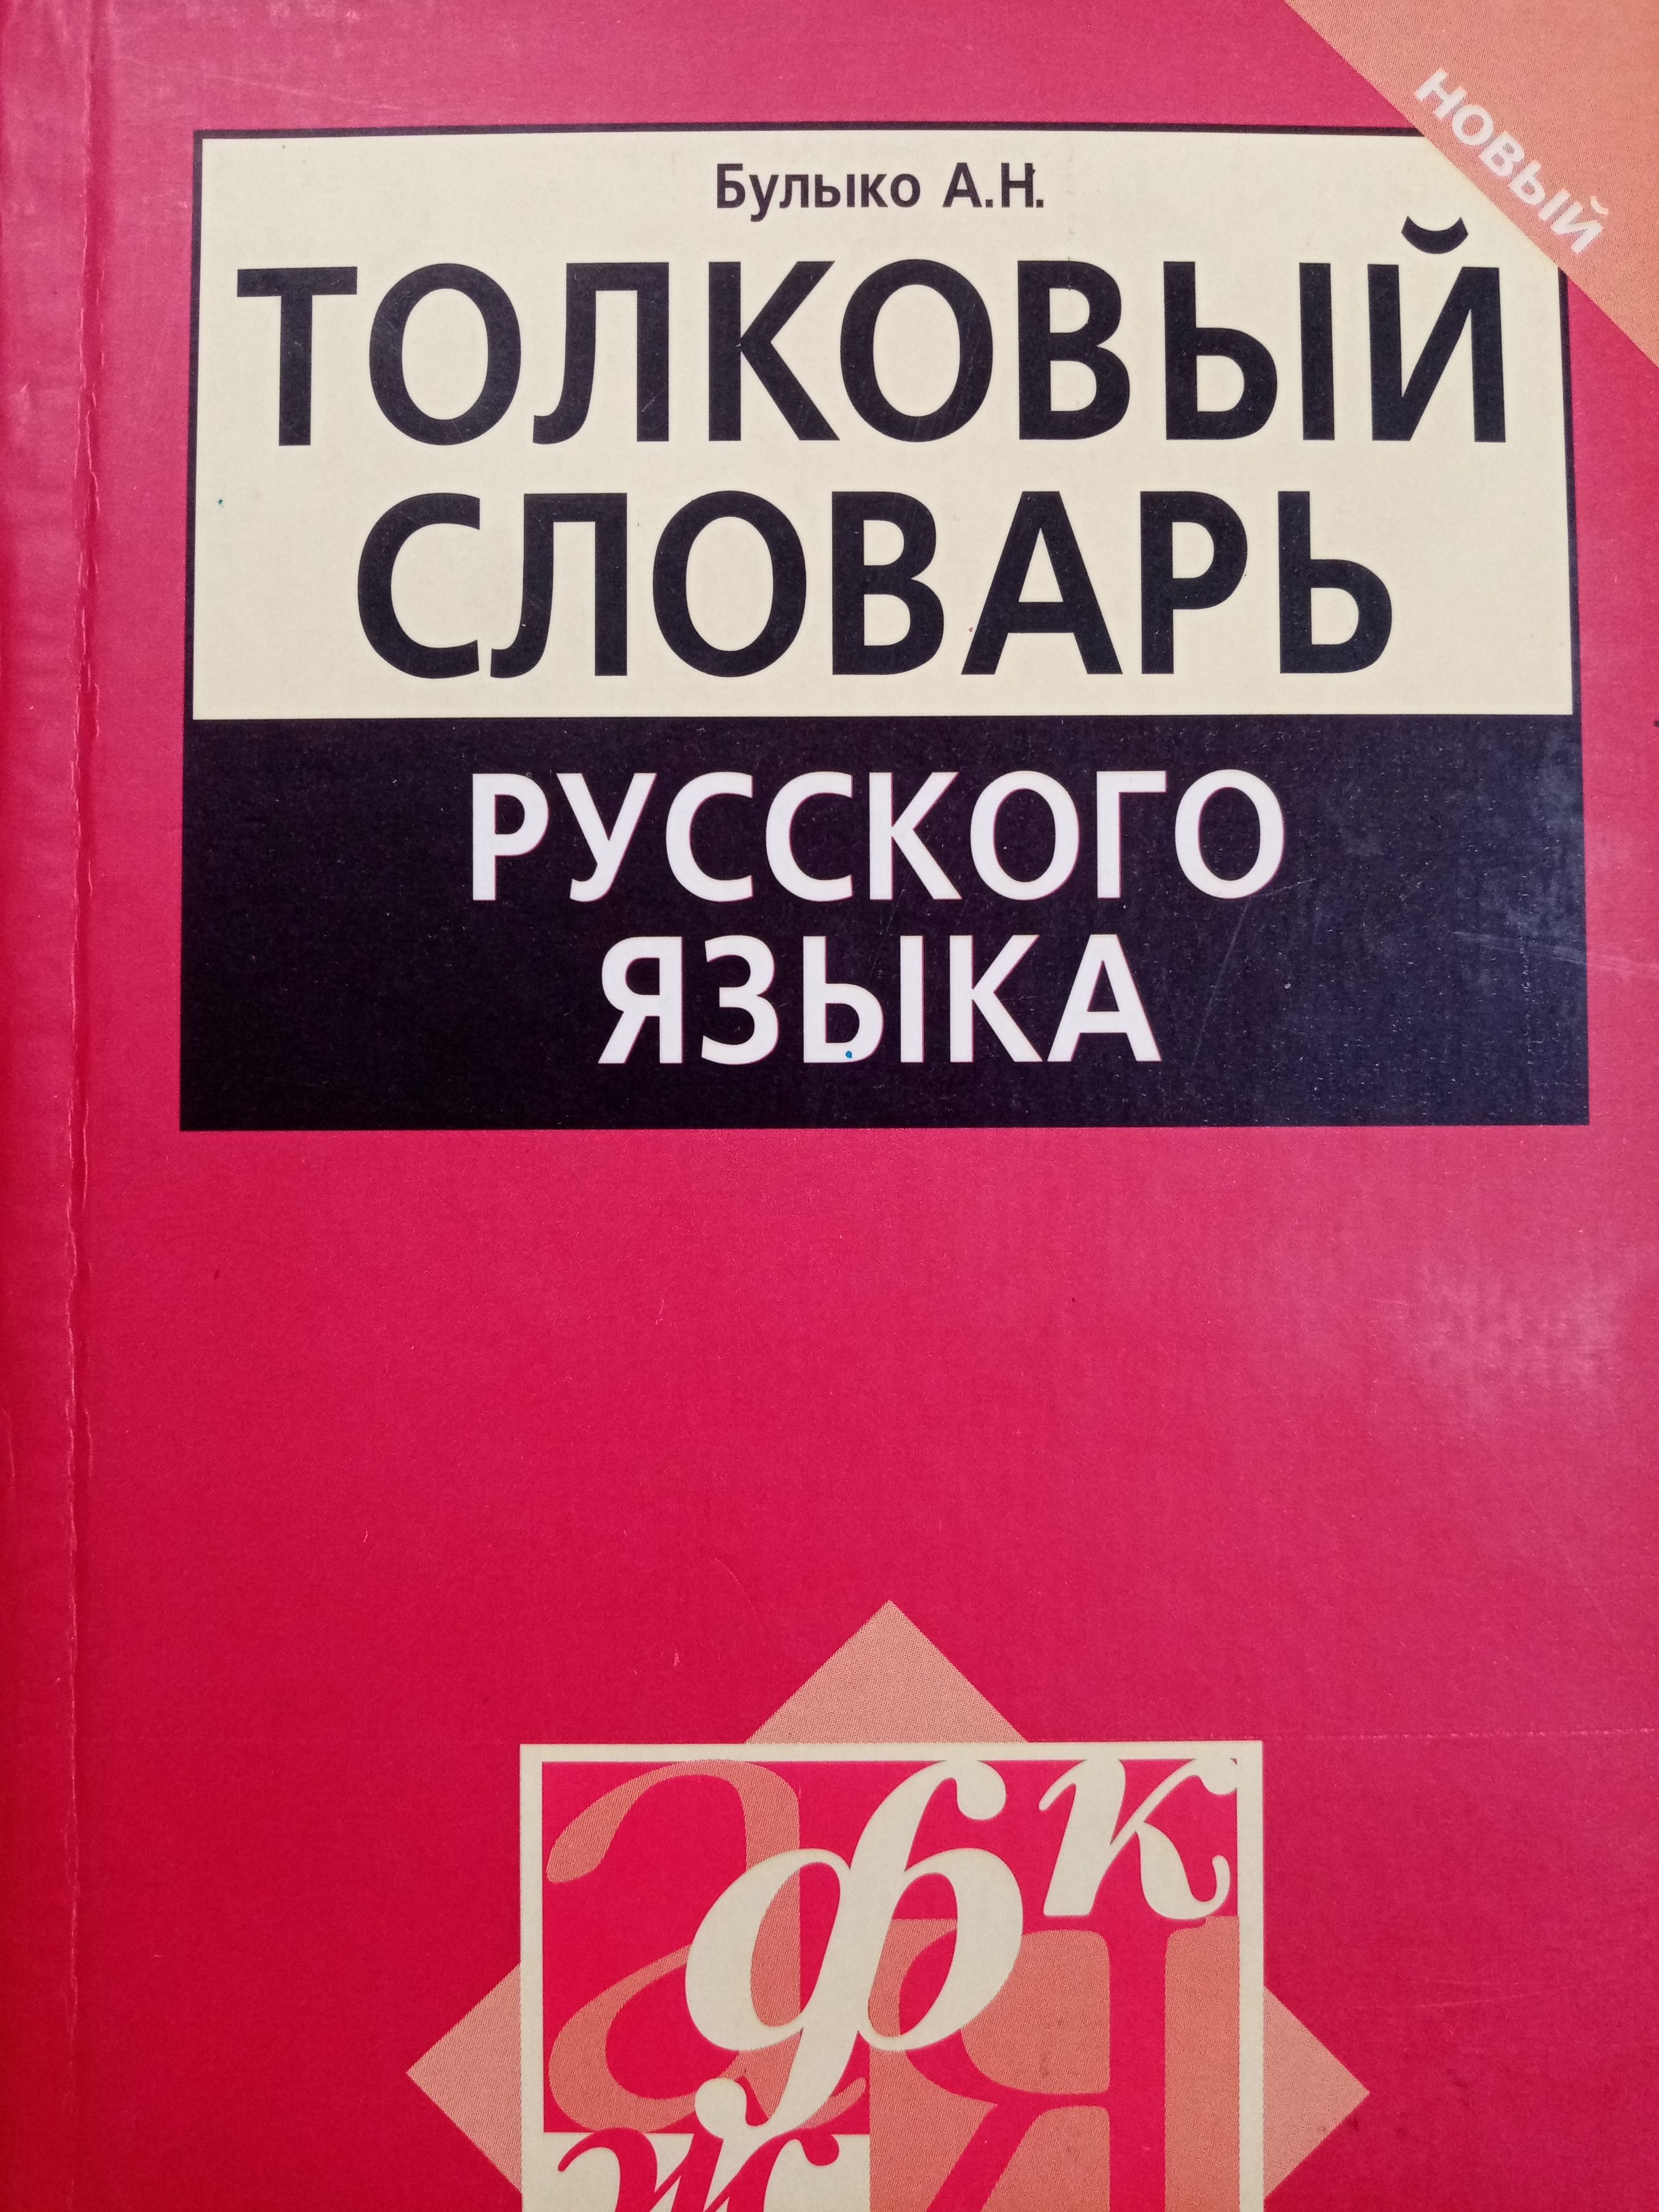 НОВЫЙ
Булыко А.Н.
ТОЛКОВЫЙ
СЛОВАРЬ
РУССКОГО
ЯЗЫКА
а ф к
ж Я